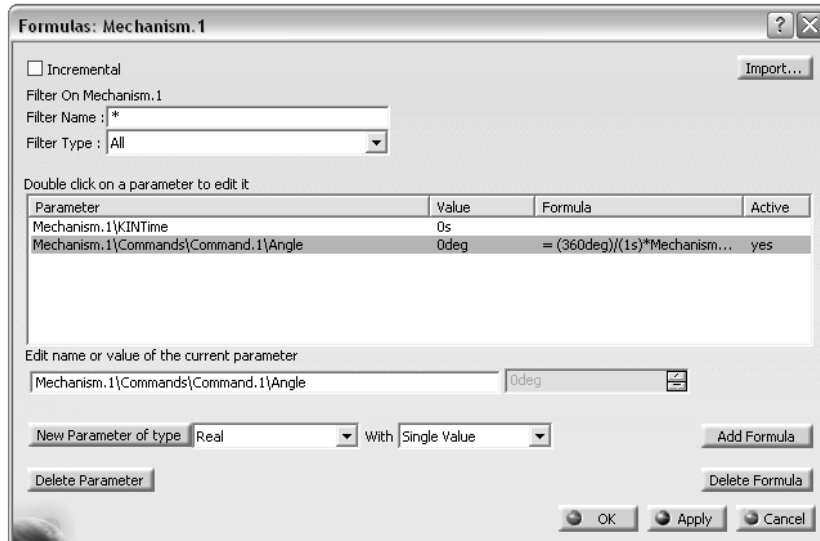 Formulas: Mechanism.1
Incremental
Import...
Filter On Mechanism.1
Filter Name : *
Filter Type : All
Double click on a parameter to edit it
Parameter Value Formula Active
Mechanism.1\KINTime 0s
Mechanism.1\Commands\Command.1\Angle 0deg = (360deg)/(1s)*Mechanism... yes
Edit name or value of the current parameter
Mechanism.1\Commands\Command.1\Angle 0deg
New Parameter of type Real With Single Value Add Formula
Delete Parameter Delete Formula
OK Apply Cancel